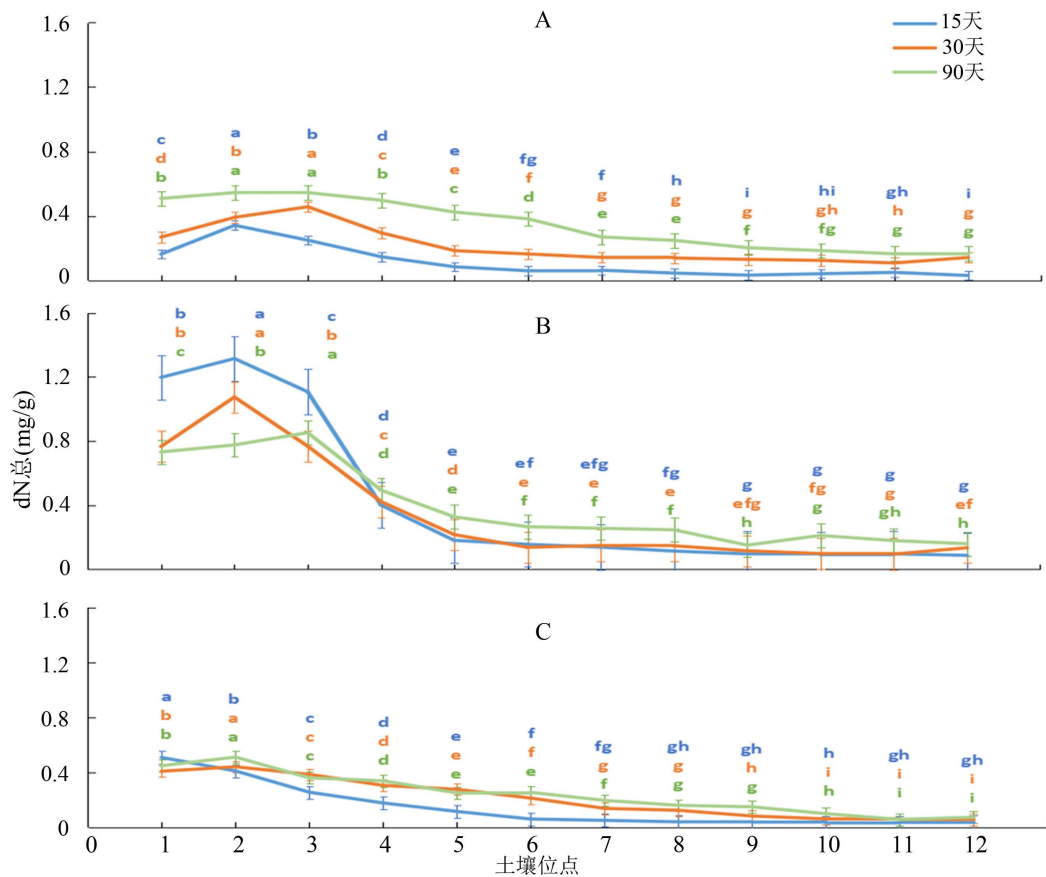 A
15天
30天
90天
1.6
1.2
0.8
0.4
0
c a b d e fg f h i hi gh i
d b a c e f g g g gh h g
b a a b c d e e f fg g g
B
1.6
1.2
0.8
0.4
0
b a c d e ef efg fg g g g g
b a b c d e e e efg fg g ef
c b a d e f f f h g gh h
dN总(mg/g)
C
1.6
1.2
0.8
0.4
0
a b c d e f fg gh gh h gh gh
b a c d e f g g h i i i
b a c d e e f g g h i i
0 1 2 3 4 5 6 7 8 9 10 11 12
土壤位点